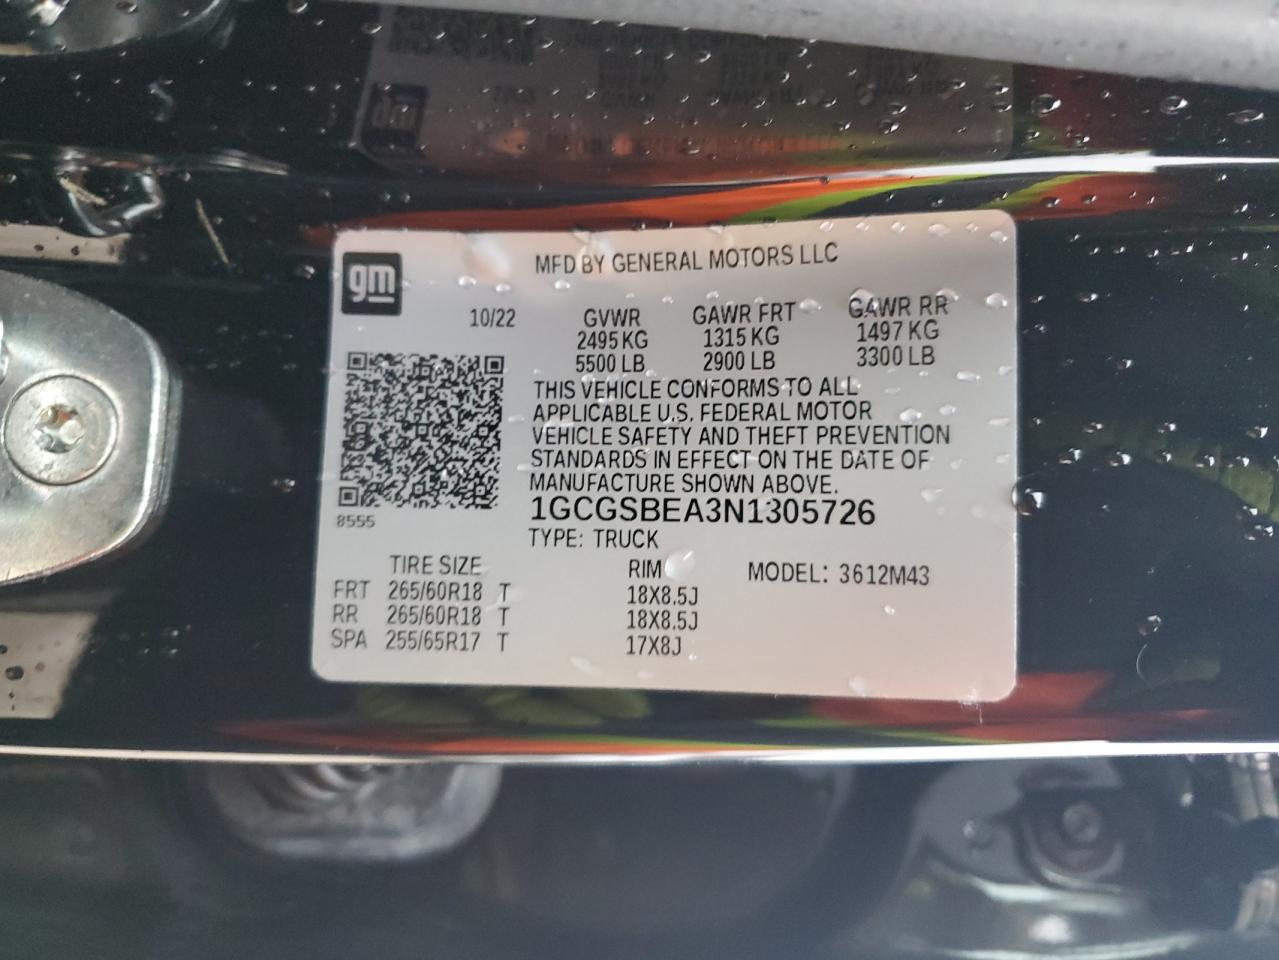 gm
MFD BY GENERAL MOTORS LLC
10/22 GVWR GAWR FRT GAWR RR
2495 KG 1315 KG 1497 KG
5500 LB 2900 LB 3300 LB
THIS VEHICLE CONFORMS TO ALL
APPLICABLE U.S. FEDERAL MOTOR
VEHICLE SAFETY AND THEFT PREVENTION
STANDARDS IN EFFECT ON THE DATE OF
MANUFACTURE SHOWN ABOVE.
8555
1GCGSBEA3N1305726
TYPE: TRUCK
TIRE SIZE RIM MODEL: 3612M43
FRT 265/60R18 T 18X8.5J
RR 265/60R18 T 18X8.5J
SPA 255/65R17 T 17X8J